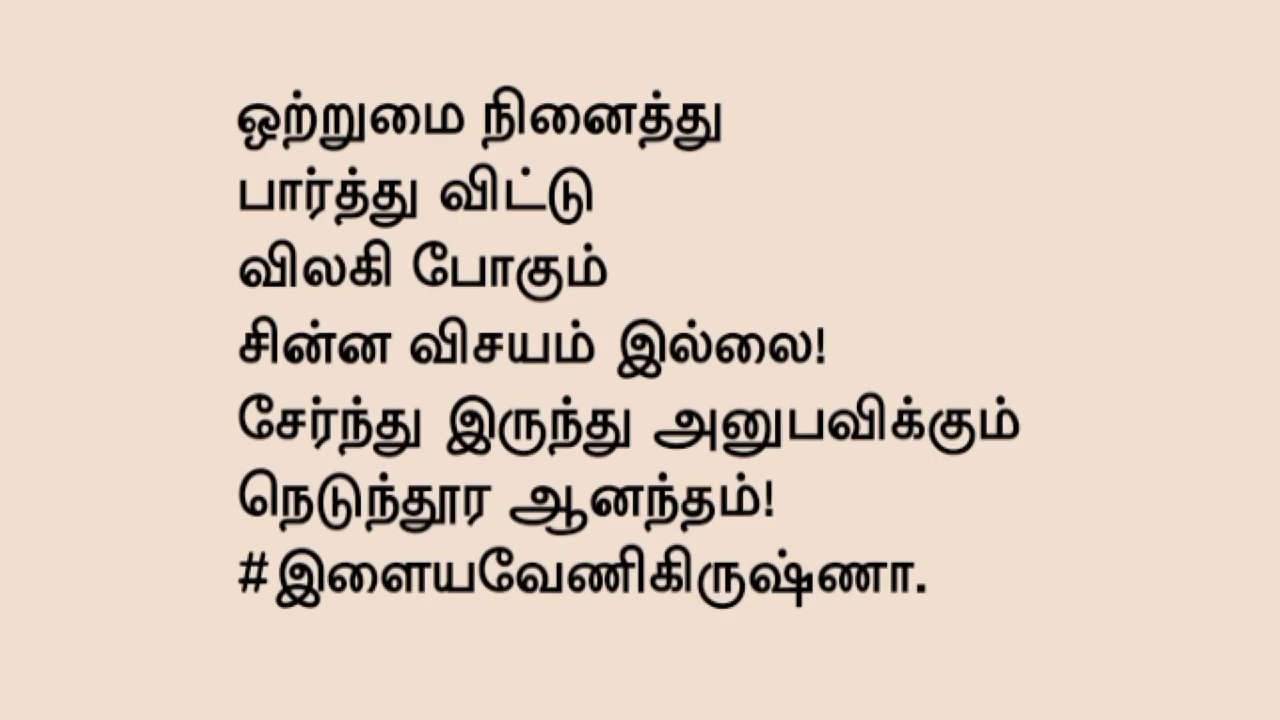 ஒற்றுமை நினைத்து
பார்த்து விட்டு
விலகி போகும்
சின்ன விசயம் இல்லை!
சேர்ந்து இருந்து அனுபவிக்கும்
நெடுந்தூர ஆனந்தம்!
#இளையவேணிகிருஷ்ணா.